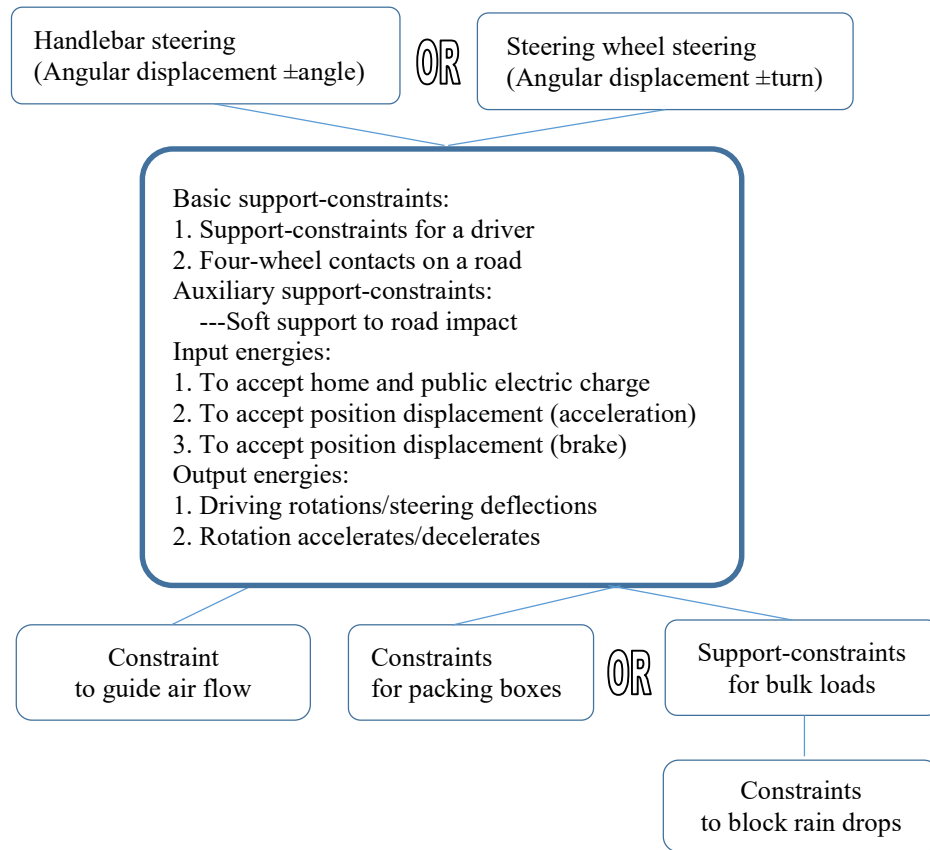 Handlebar steering
(Angular displacement ±angle)
OR
Steering wheel steering
(Angular displacement ±turn)
Basic support-constraints:
1. Support-constraints for a driver
2. Four-wheel contacts on a road
Auxiliary support-constraints:
---Soft support to road impact
Input energies:
1. To accept home and public electric charge
2. To accept position displacement (acceleration)
3. To accept position displacement (brake)
Output energies:
1. Driving rotations/steering deflections
2. Rotation accelerates/decelerates
Constraint
to guide air flow
Constraints
for packing boxes
OR
Support-constraints
for bulk loads
Constraints
to block rain drops